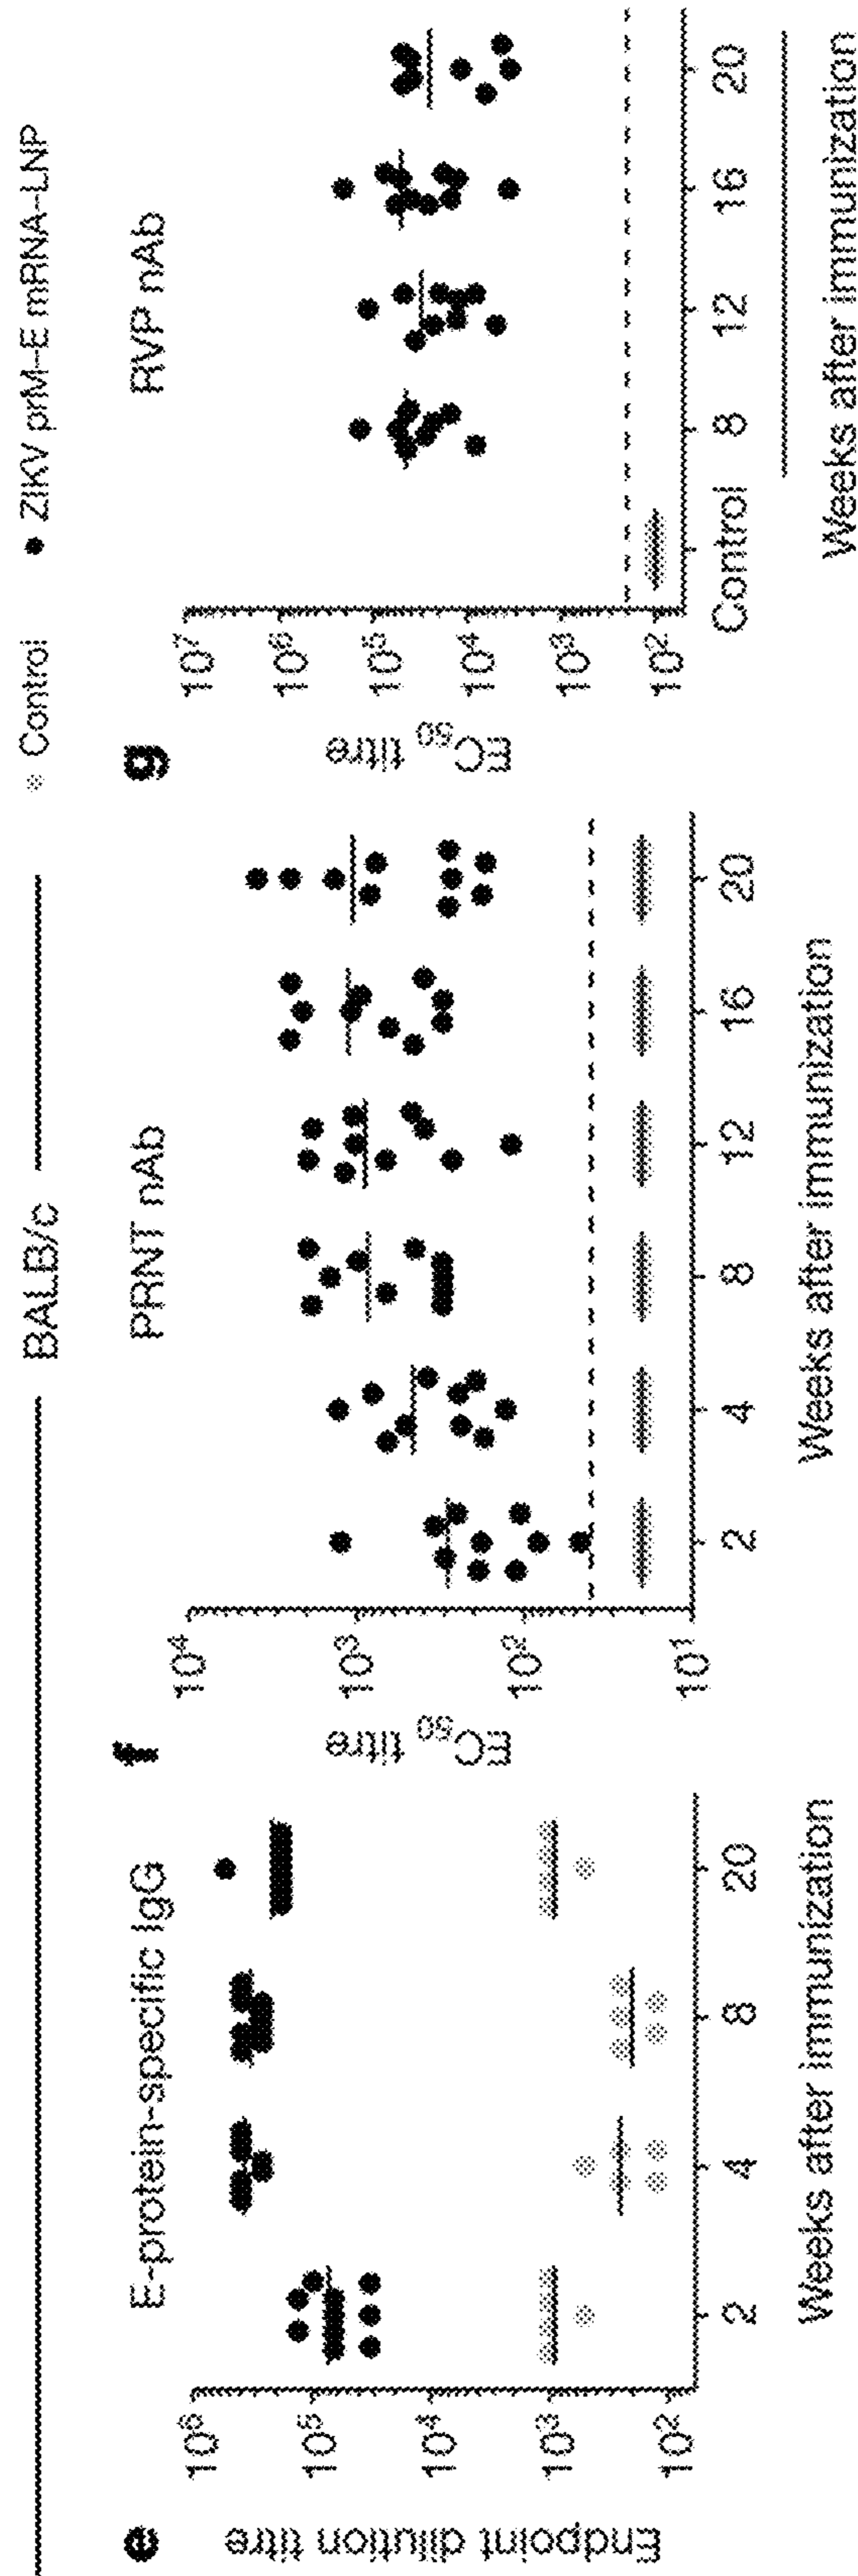 BALB/c
Control ZIKV prM–E mRNA–LNP
e
E-protein-specific IgG
Endpoint dilution titre
10⁶
10⁵
10⁴
10³
10²
2 4 8 20
Weeks after immunization
f
PRNT nAb
EC₅₀ titre
10⁴
10³
10²
10¹
2 4 8 12 16 20
Weeks after immunization
g
RVP nAb
EC₅₀ titre
10⁷
10⁶
10⁵
10⁴
10³
10²
Control 8 12 16 20
Weeks after immunization